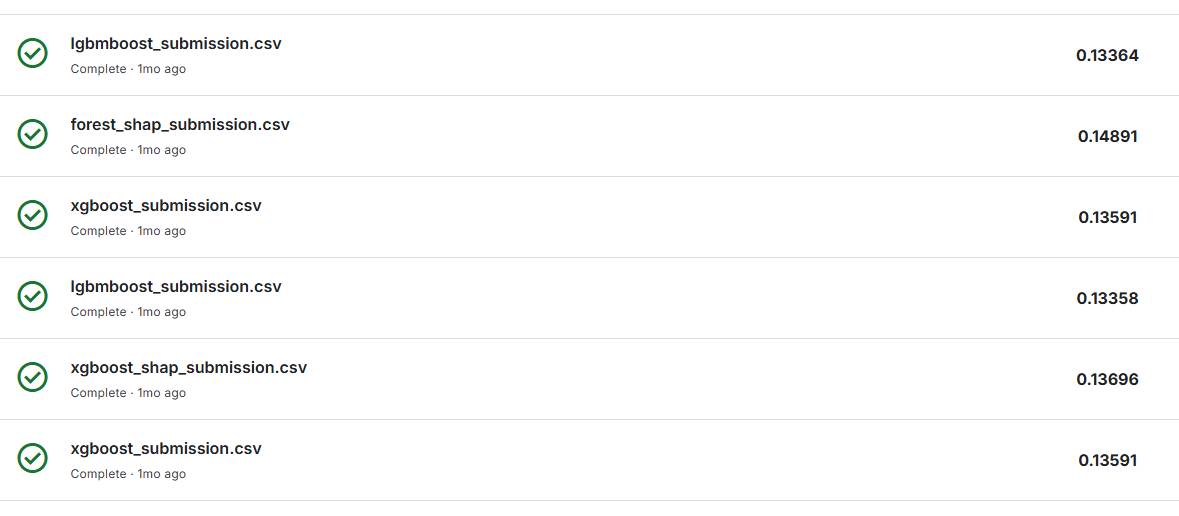 lgbmboost_submission.csv
Complete · 1mo ago
0.13364
forest_shap_submission.csv
Complete · 1mo ago
0.14891
xgboost_submission.csv
Complete · 1mo ago
0.13591
lgbmboost_submission.csv
Complete · 1mo ago
0.13358
xgboost_shap_submission.csv
Complete · 1mo ago
0.13696
xgboost_submission.csv
Complete · 1mo ago
0.13591